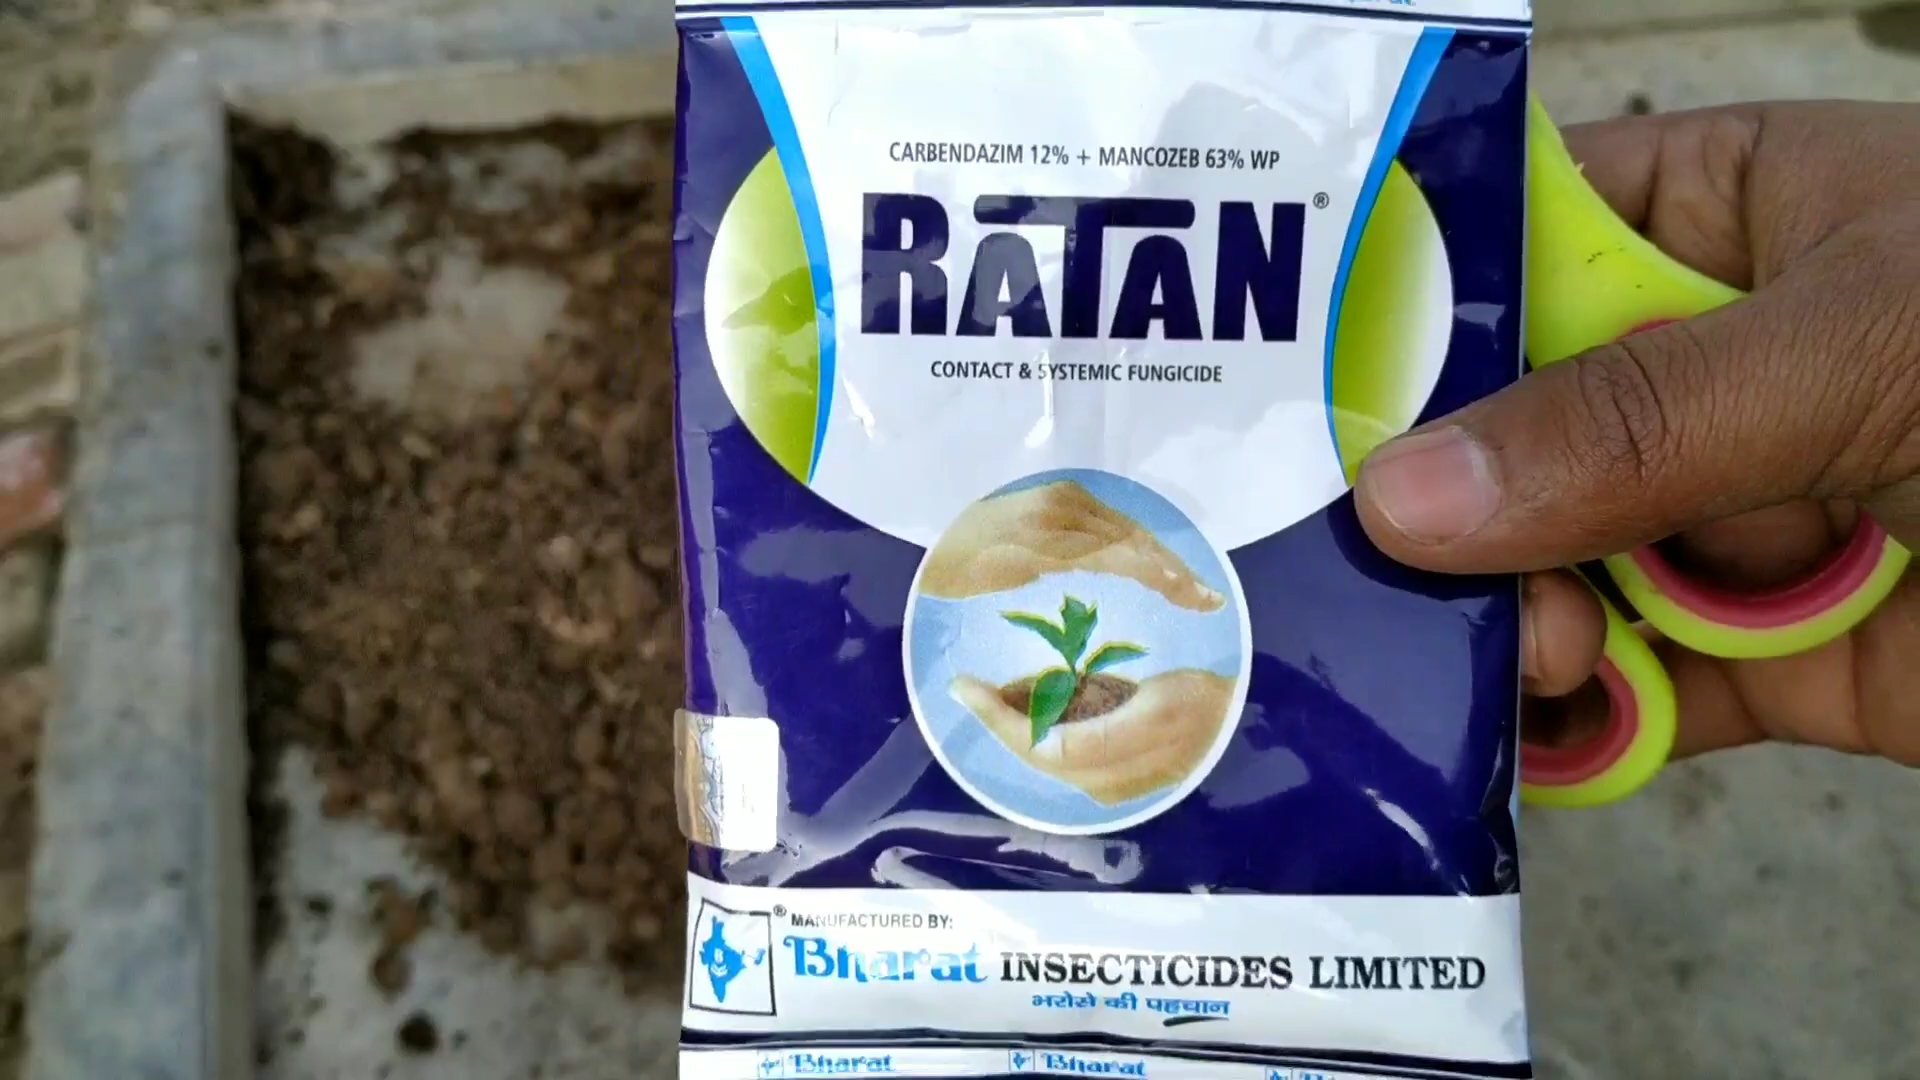 CARBENDAZIM 12% + MANCOZEB 63% WP
RATAN®
CONTACT & SYSTEMIC FUNGICIDE
® MANUFACTURED BY:
Bharat INSECTICIDES LIMITED
भरोसे की पहचान
Bharat Bharat